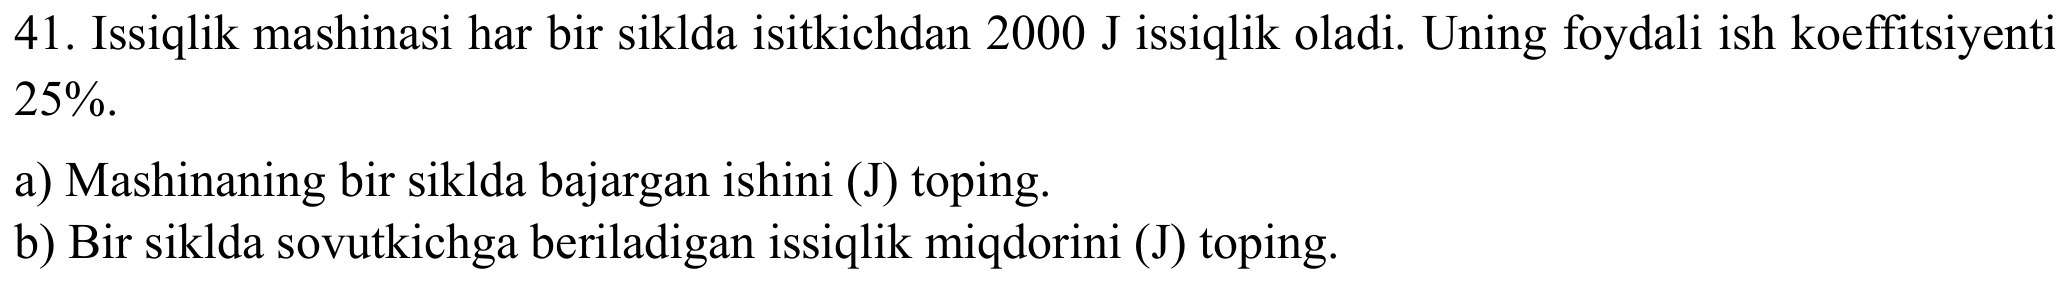 41. Issiqlik mashinasi har bir siklda isitkichdan 2000 J issiqlik oladi. Uning foydali ish koeffitsiyenti
25%.
a) Mashinaning bir siklda bajargan ishini (J) toping.
b) Bir siklda sovutkichga beriladigan issiqlik miqdorini (J) toping.